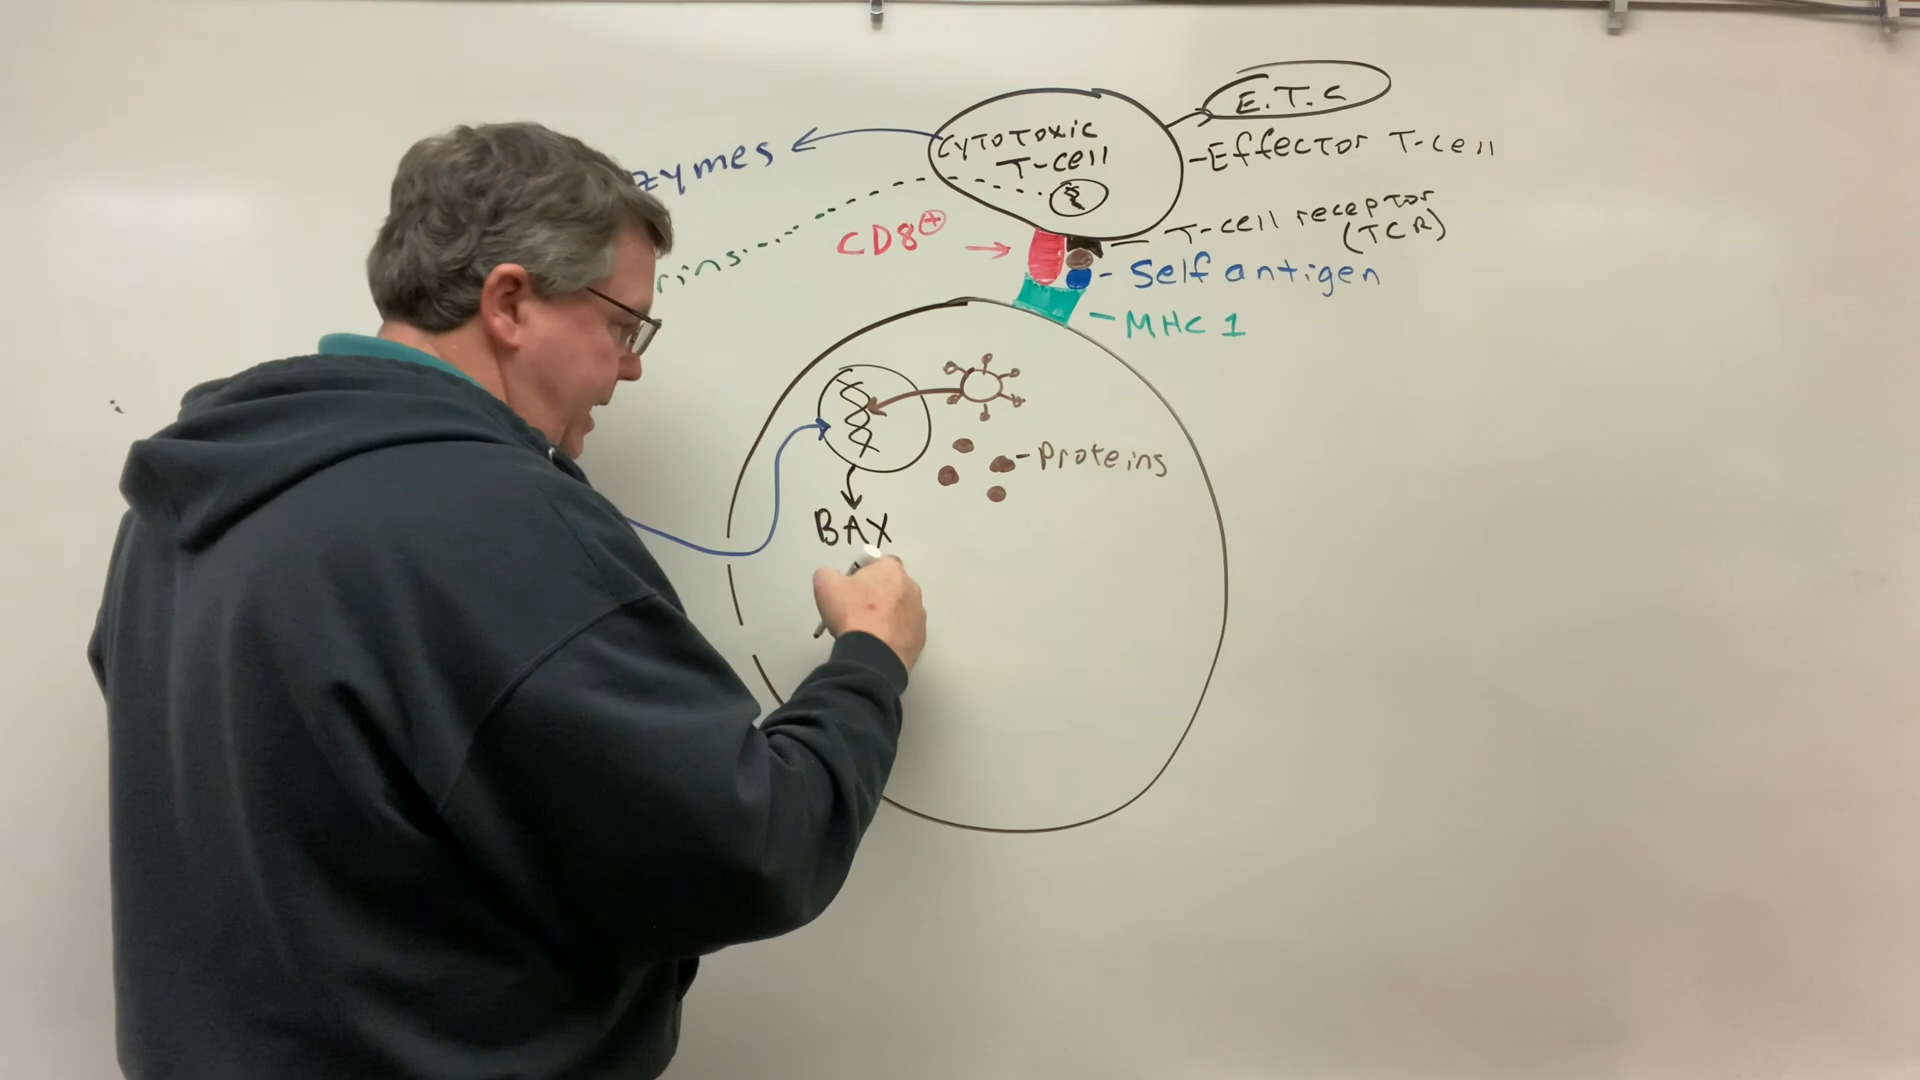 E.T.C
Cytotoxic
T-cell
-Effector T-cell
zymes
T-cell receptor
(TCR)
CD8+
Self antigen
rins
MHC 1
Proteins
BAX